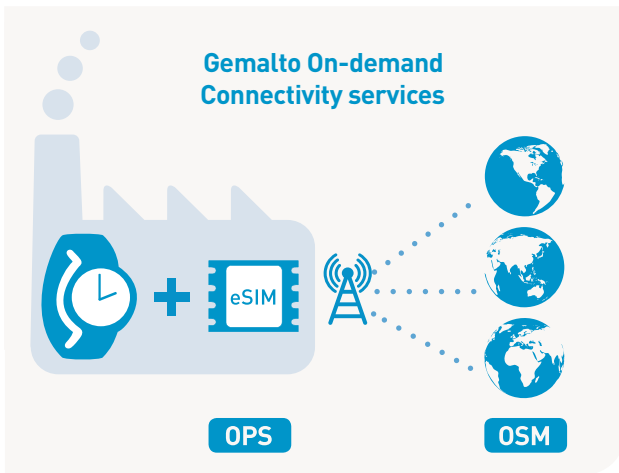 Gemalto On-demand
Connectivity services
eSIM
OPS
OSM